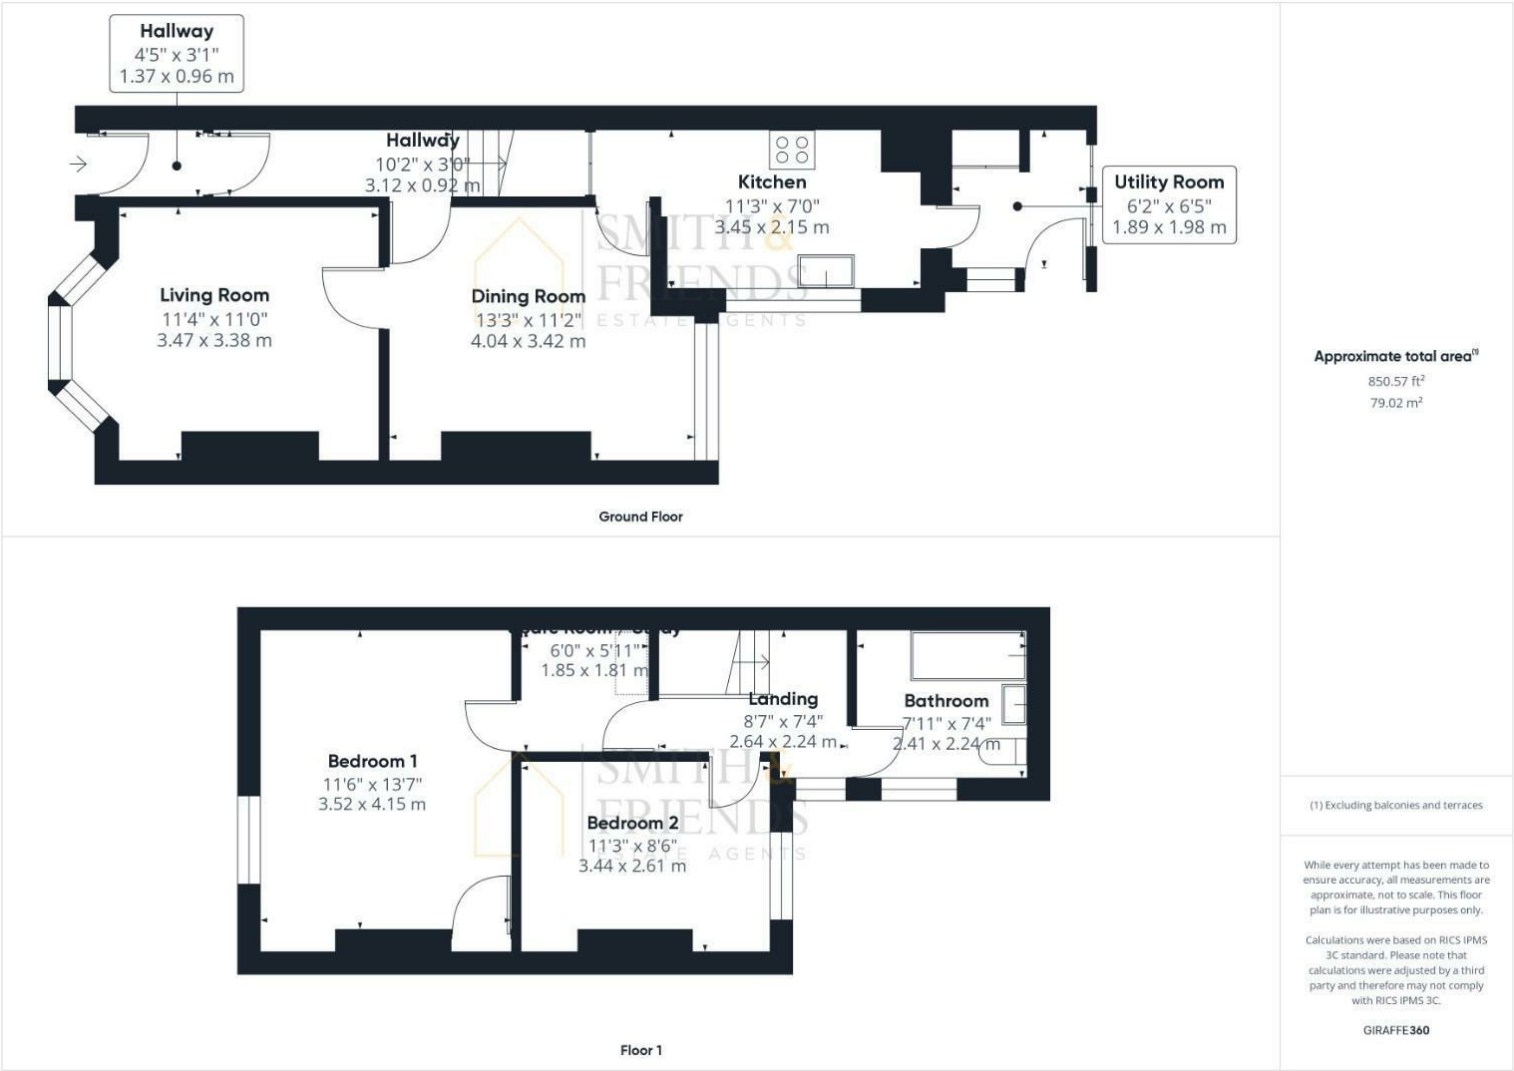 Hallway
4'5" x 3'1"
1.37 x 0.96 m
Hallway
10'2" x 3'0"
3.12 x 0.92 m
Kitchen
11'3" x 7'0"
3.45 x 2.15 m
Utility Room
6'2" x 6'5"
1.89 x 1.98 m
Living Room
11'4" x 11'0"
3.47 x 3.38 m
Dining Room
13'3" x 11'2"
4.04 x 3.42 m
SMITH &
FRIENDS
ESTATE AGENTS
Ground Floor
Approximate total area(1)
850.57 ft²
79.02 m²
Room / Study
6'0" x 5'11"
1.85 x 1.81 m
Landing
8'7" x 7'4"
2.64 x 2.24 m
Bathroom
7'11" x 7'4"
2.41 x 2.24 m
Bedroom 1
11'6" x 13'7"
3.52 x 4.15 m
Bedroom 2
11'3" x 8'6"
3.44 x 2.61 m
SMITH &
FRIENDS
ESTATE AGENTS
Floor 1
(1) Excluding balconies and terraces
While every attempt has been made to
ensure accuracy, all measurements are
approximate, not to scale. This floor
plan is for illustrative purposes only.
Calculations were based on RICS IPMS
3C standard. Please note that
calculations were adjusted by a third
party and therefore may not comply
with RICS IPMS 3C.
GIRAFFE360